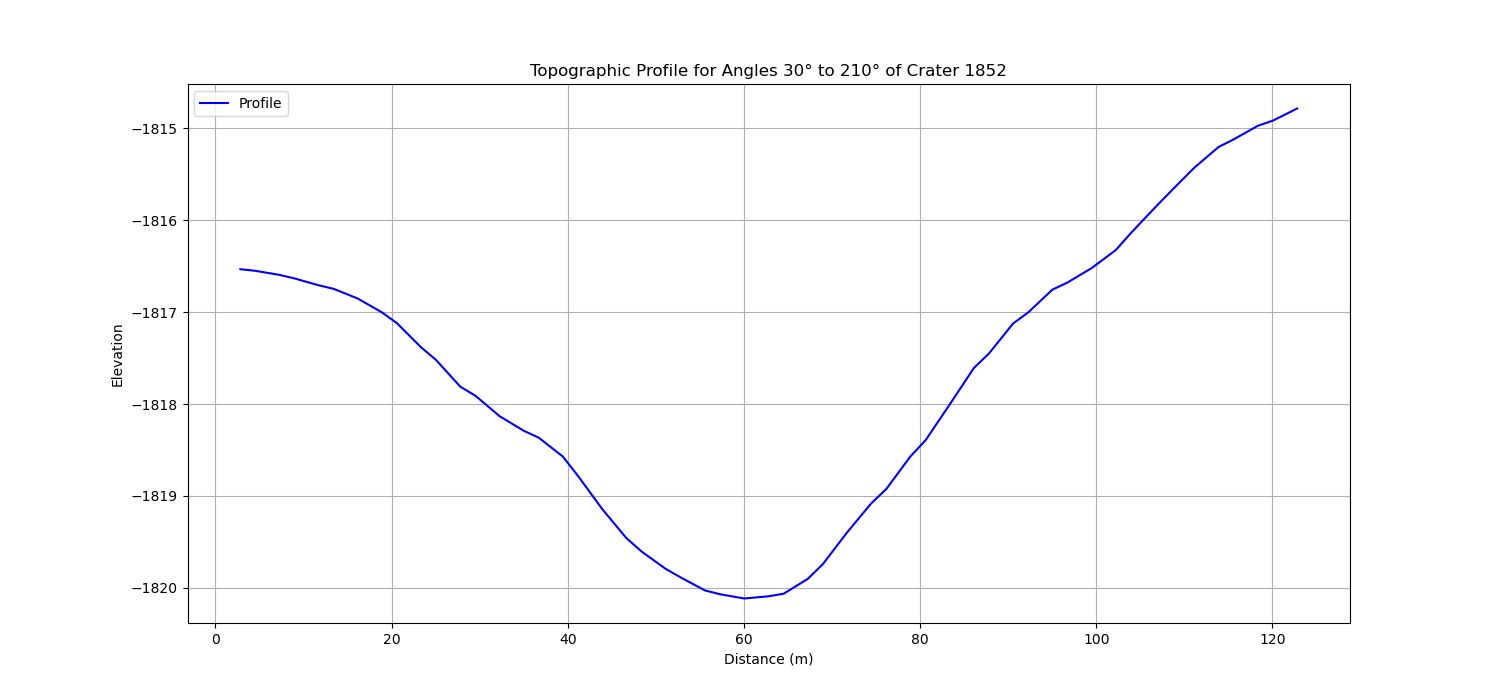 Topographic Profile for Angles 30° to 210° of Crater 1852
Profile
−1815
−1816
−1817
−1818
−1819
−1820
Elevation
0 20 40 60 80 100 120
Distance (m)